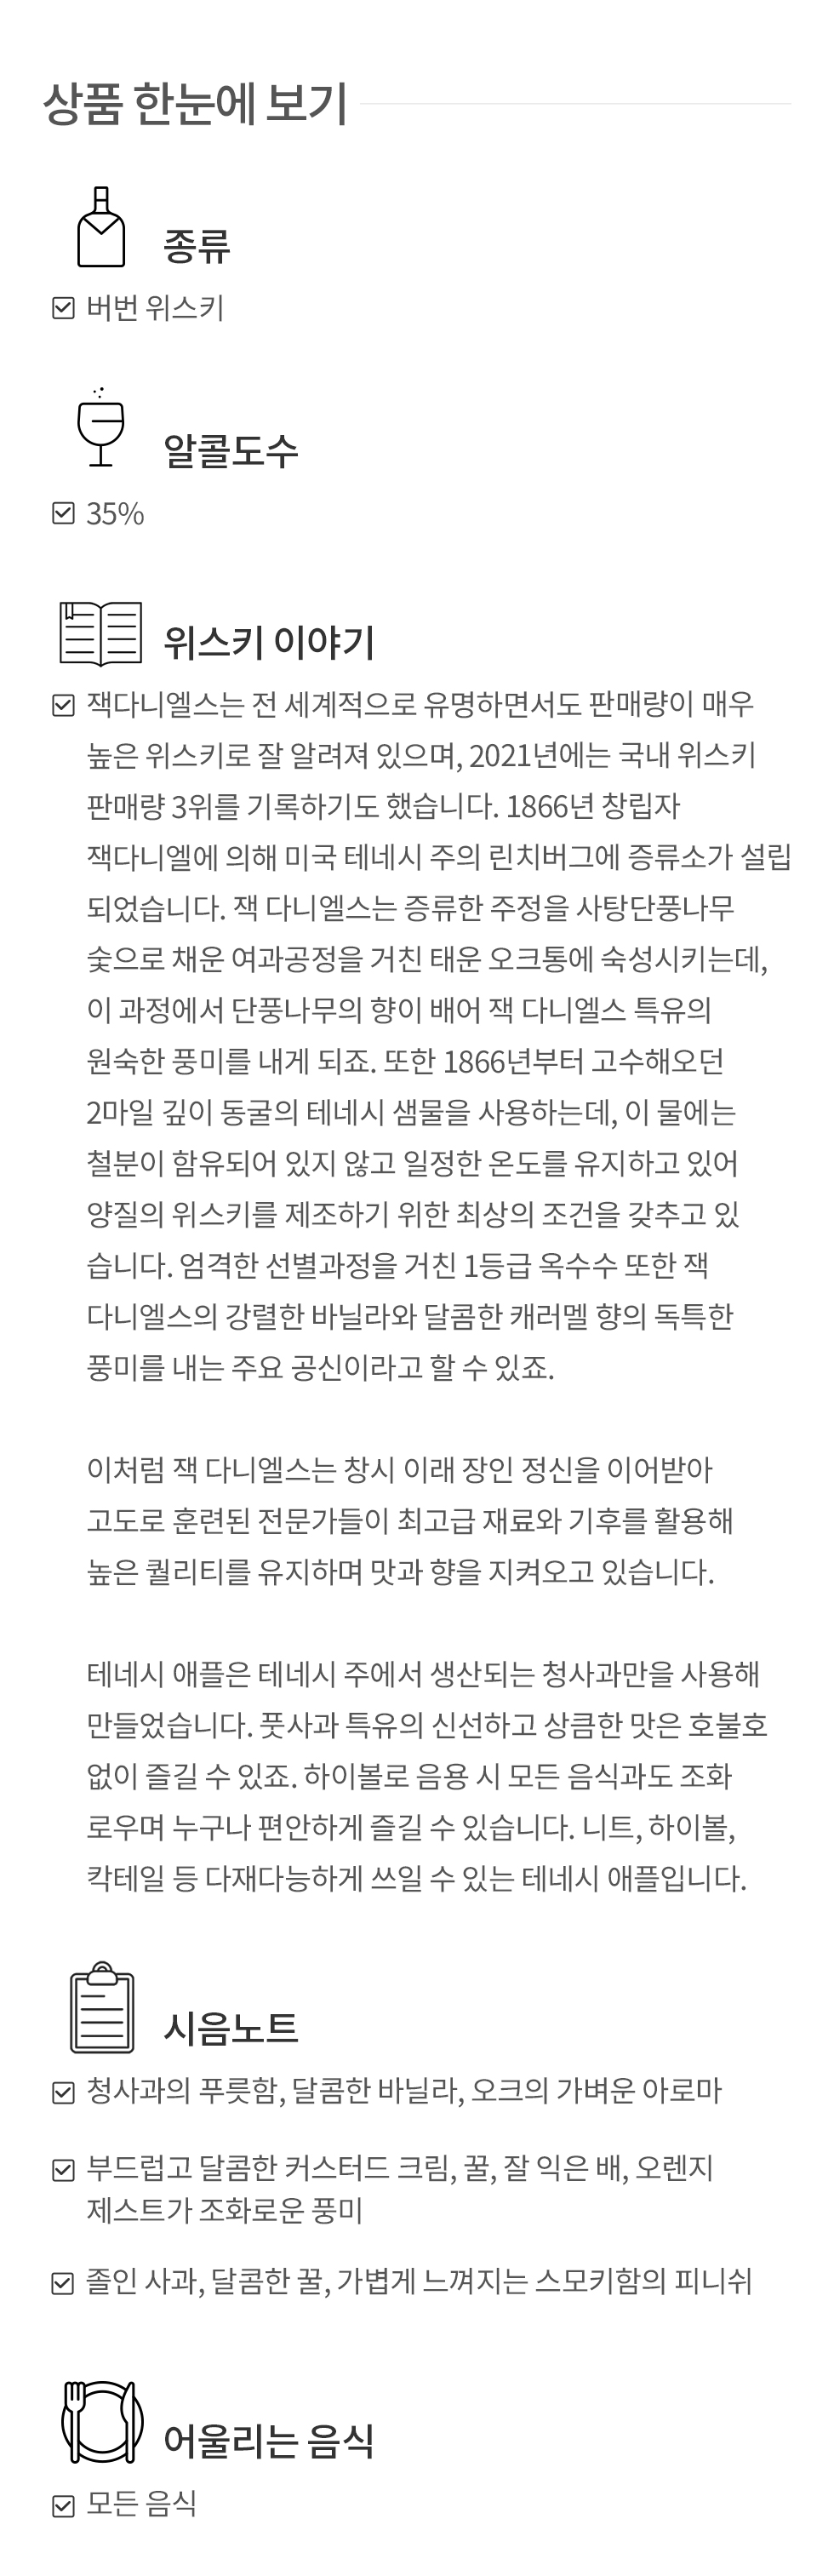 상품 한눈에 보기
종류
버번 위스키
알콜도수
35%
위스키 이야기
잭다니엘스는 전 세계적으로 유명하면서도 판매량이 매우
높은 위스키로 잘 알려져 있으며, 2021년에는 국내 위스키
판매량 3위를 기록하기도 했습니다. 1866년 창립자
잭다니엘에 의해 미국 테네시 주의 린치버그에 증류소가 설립
되었습니다. 잭 다니엘스는 증류한 주정을 사탕단풍나무
숯으로 채운 여과공정을 거친 태운 오크통에 숙성시키는데,
이 과정에서 단풍나무의 향이 배어 잭 다니엘스 특유의
원숙한 풍미를 내게 되죠. 또한 1866년부터 고수해오던
2마일 깊이 동굴의 테네시 샘물을 사용하는데, 이 물에는
철분이 함유되어 있지 않고 일정한 온도를 유지하고 있어
양질의 위스키를 제조하기 위한 최상의 조건을 갖추고 있
습니다. 엄격한 선별과정을 거친 1등급 옥수수 또한 잭
다니엘스의 강렬한 바닐라와 달콤한 캐러멜 향의 독특한
풍미를 내는 주요 공신이라고 할 수 있죠.
이처럼 잭 다니엘스는 창시 이래 장인 정신을 이어받아
고도로 훈련된 전문가들이 최고급 재료와 기후를 활용해
높은 퀄리티를 유지하며 맛과 향을 지켜오고 있습니다.
테네시 애플은 테네시 주에서 생산되는 청사과만을 사용해
만들었습니다. 풋사과 특유의 신선하고 상큼한 맛은 호불호
없이 즐길 수 있죠. 하이볼로 음용 시 모든 음식과도 조화
로우며 누구나 편안하게 즐길 수 있습니다. 니트, 하이볼,
칵테일 등 다재다능하게 쓰일 수 있는 테네시 애플입니다.
시음노트
청사과의 푸릇함, 달콤한 바닐라, 오크의 가벼운 아로마
부드럽고 달콤한 커스터드 크림, 꿀, 잘 익은 배, 오렌지
제스트가 조화로운 풍미
졸인 사과, 달콤한 꿀, 가볍게 느껴지는 스모키함의 피니쉬
어울리는 음식
모든 음식